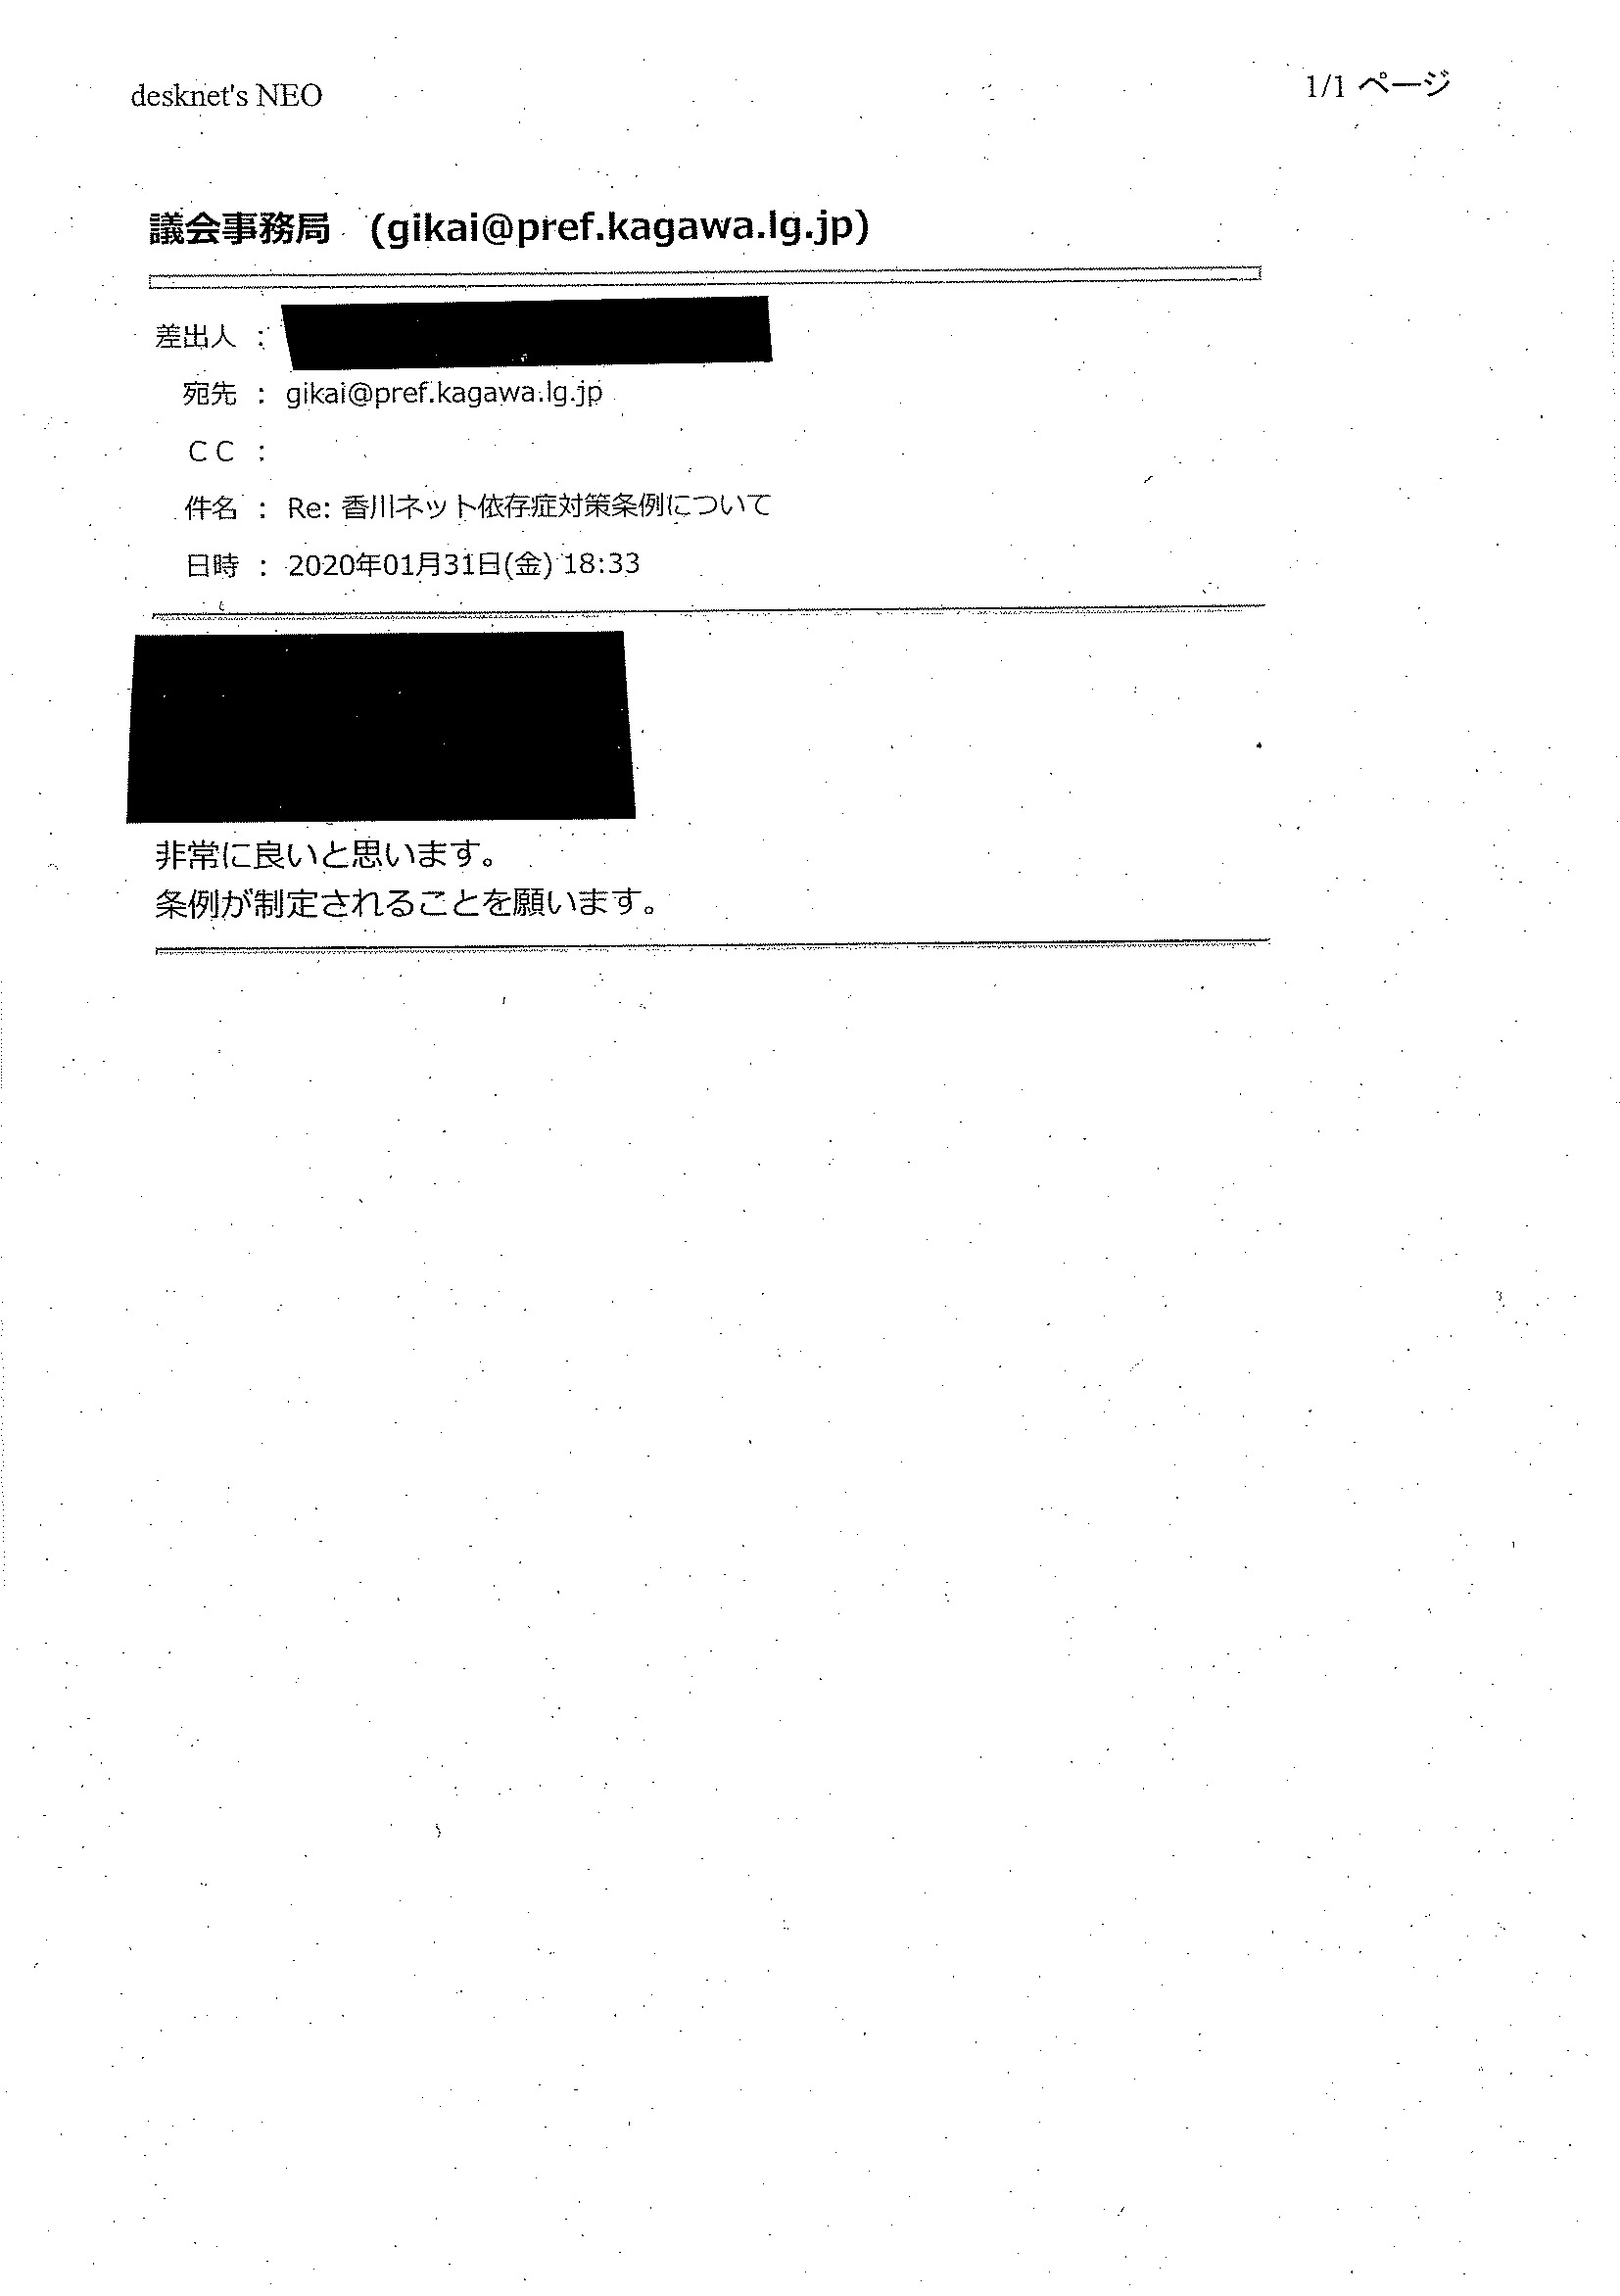 desknet's NEO
1/1 ページ
議会事務局 (gikai@pref.kagawa.lg.jp)
差出人 :
宛先 : gikai@pref.kagawa.lg.jp
CC :
件名 : Re: 香川ネット依存症対策条例について
日時 : 2020年01月31日(金) 18:33
非常に良いと思います。
条例が制定されることを願います。